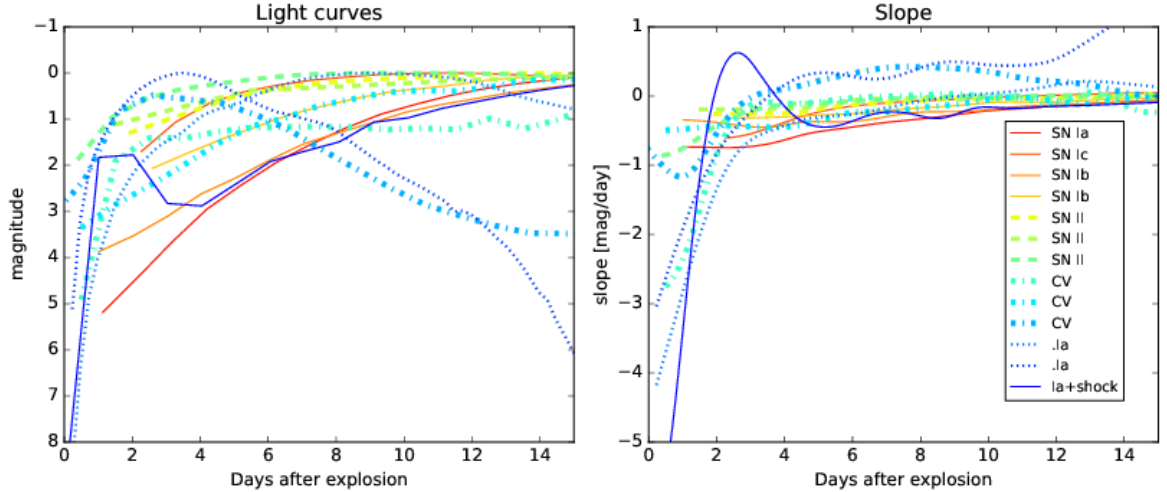 Light curves
−1
0
1
2
3
4
5
6
7
8
magnitude
0 2 4 6 8 10 12 14
Days after explosion
Slope
1
0
−1
−2
−3
−4
−5
slope [mag/day]
0 2 4 6 8 10 12 14
Days after explosion
SN Ia
SN Ic
SN Ib
SN Ib
SN II
SN II
SN II
CV
CV
CV
.Ia
.Ia
Ia+shock